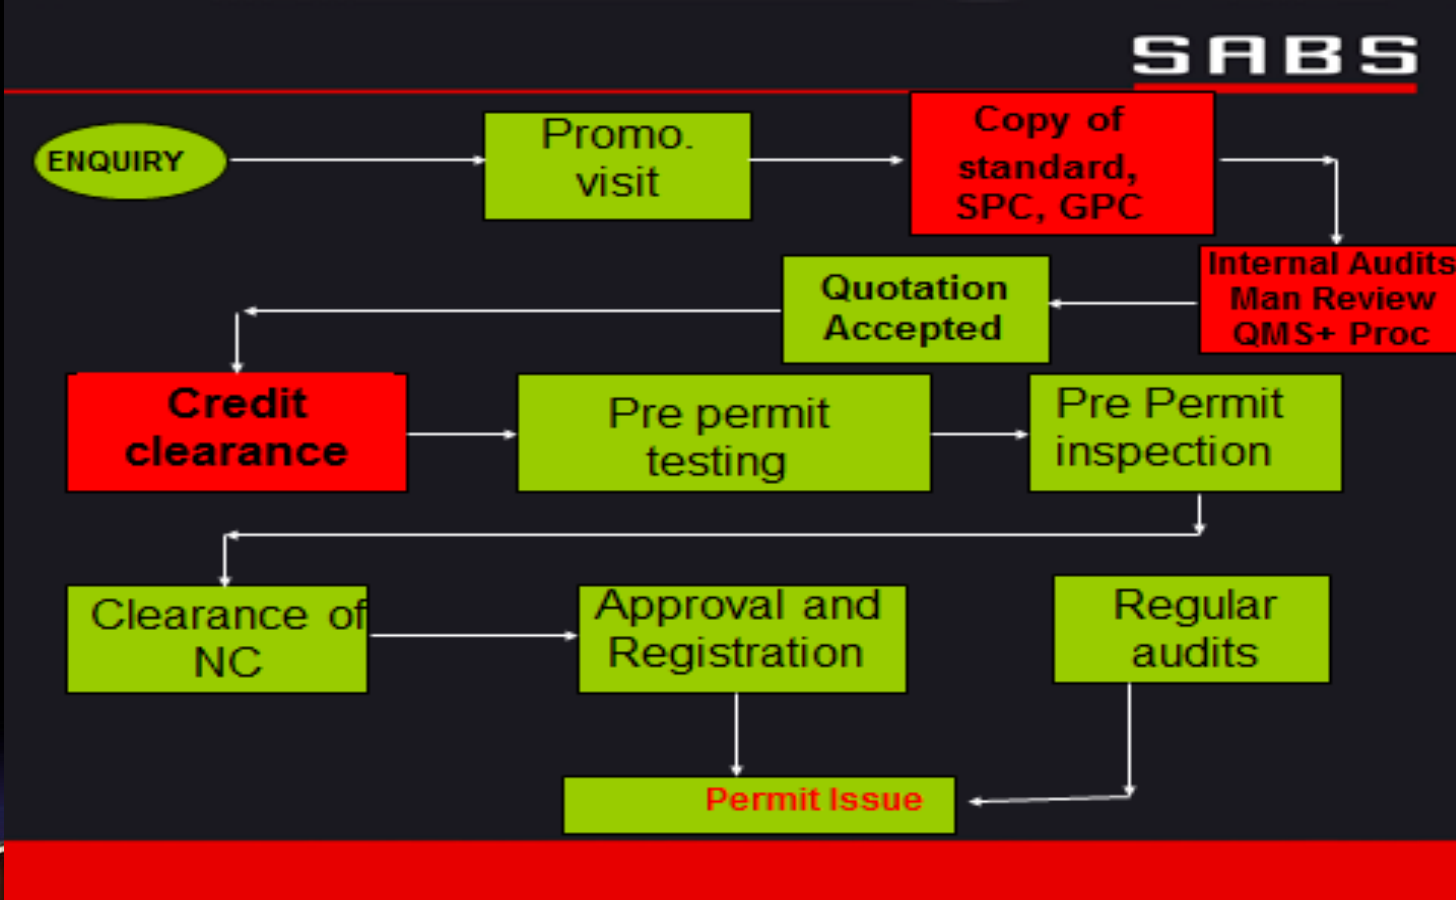 SABS
ENQUIRY
Promo.
visit
Copy of
standard,
SPC, GPC
Internal Audits
Man Review
QMS+ Proc
Quotation
Accepted
Credit
clearance
Pre permit
testing
Pre Permit
inspection
Clearance of
NC
Approval and
Registration
Regular
audits
Permit Issue